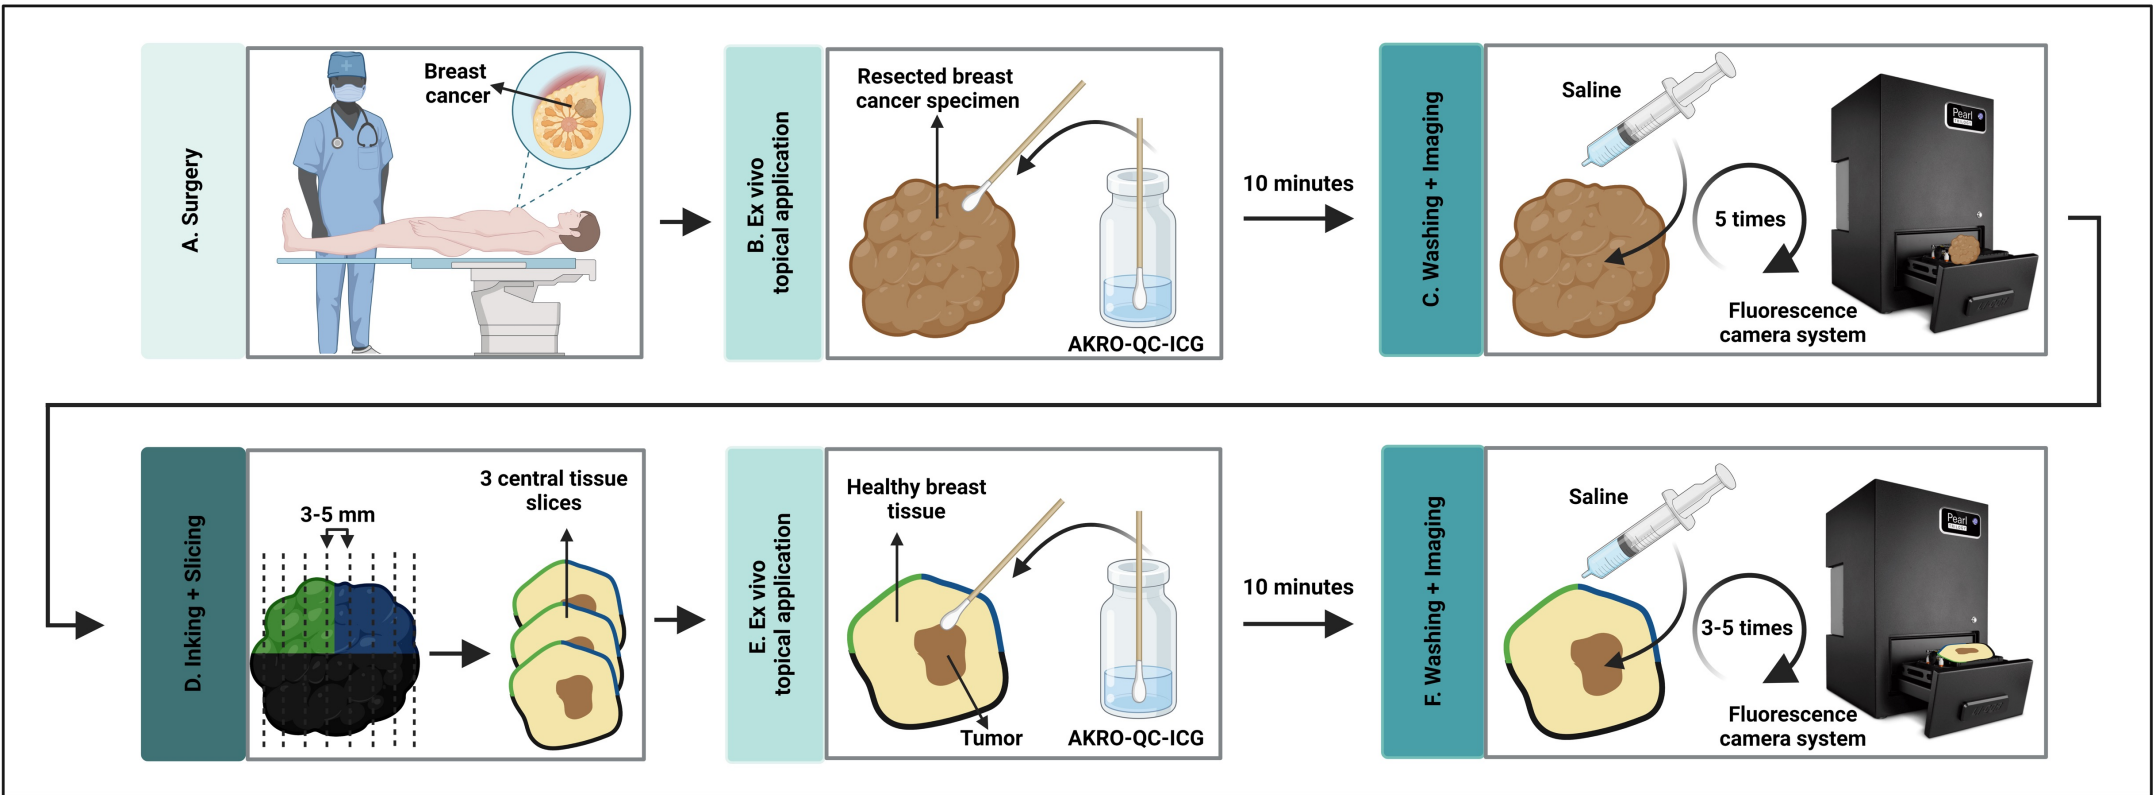 A. Surgery
Breast
cancer
B. Ex vivo
topical application
Resected breast
cancer specimen
AKRO-QC-ICG
10 minutes
C. Washing + Imaging
Saline
5 times
Fluorescence
camera system
Pearl
D. Inking + Slicing
3-5 mm
3 central tissue
slices
E. Ex vivo
topical application
Healthy breast
tissue
Tumor
AKRO-QC-ICG
10 minutes
F. Washing + Imaging
Saline
3-5 times
Fluorescence
camera system
Pearl